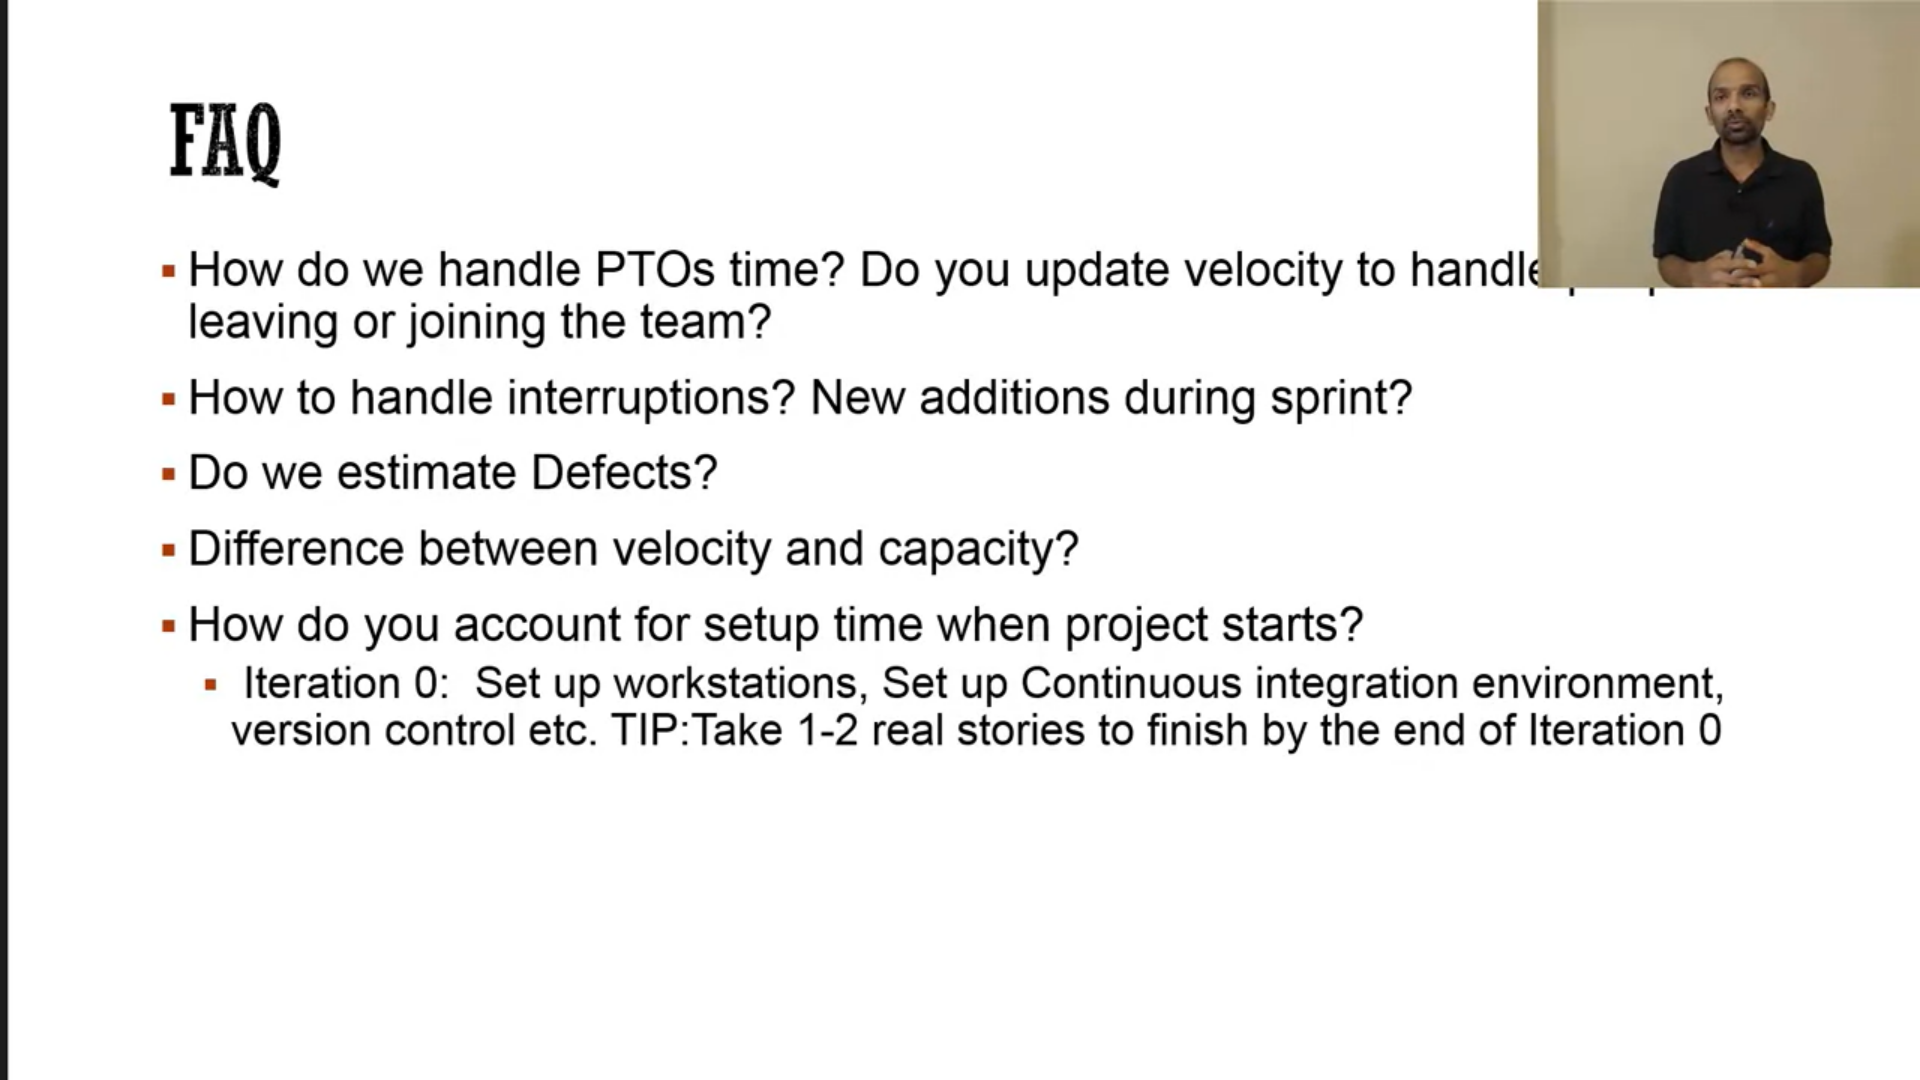 FAQ
How do we handle PTOs time? Do you update velocity to handle
leaving or joining the team?
How to handle interruptions? New additions during sprint?
Do we estimate Defects?
Difference between velocity and capacity?
How do you account for setup time when project starts?
Iteration 0: Set up workstations, Set up Continuous integration environment,
version control etc. TIP:Take 1-2 real stories to finish by the end of Iteration 0